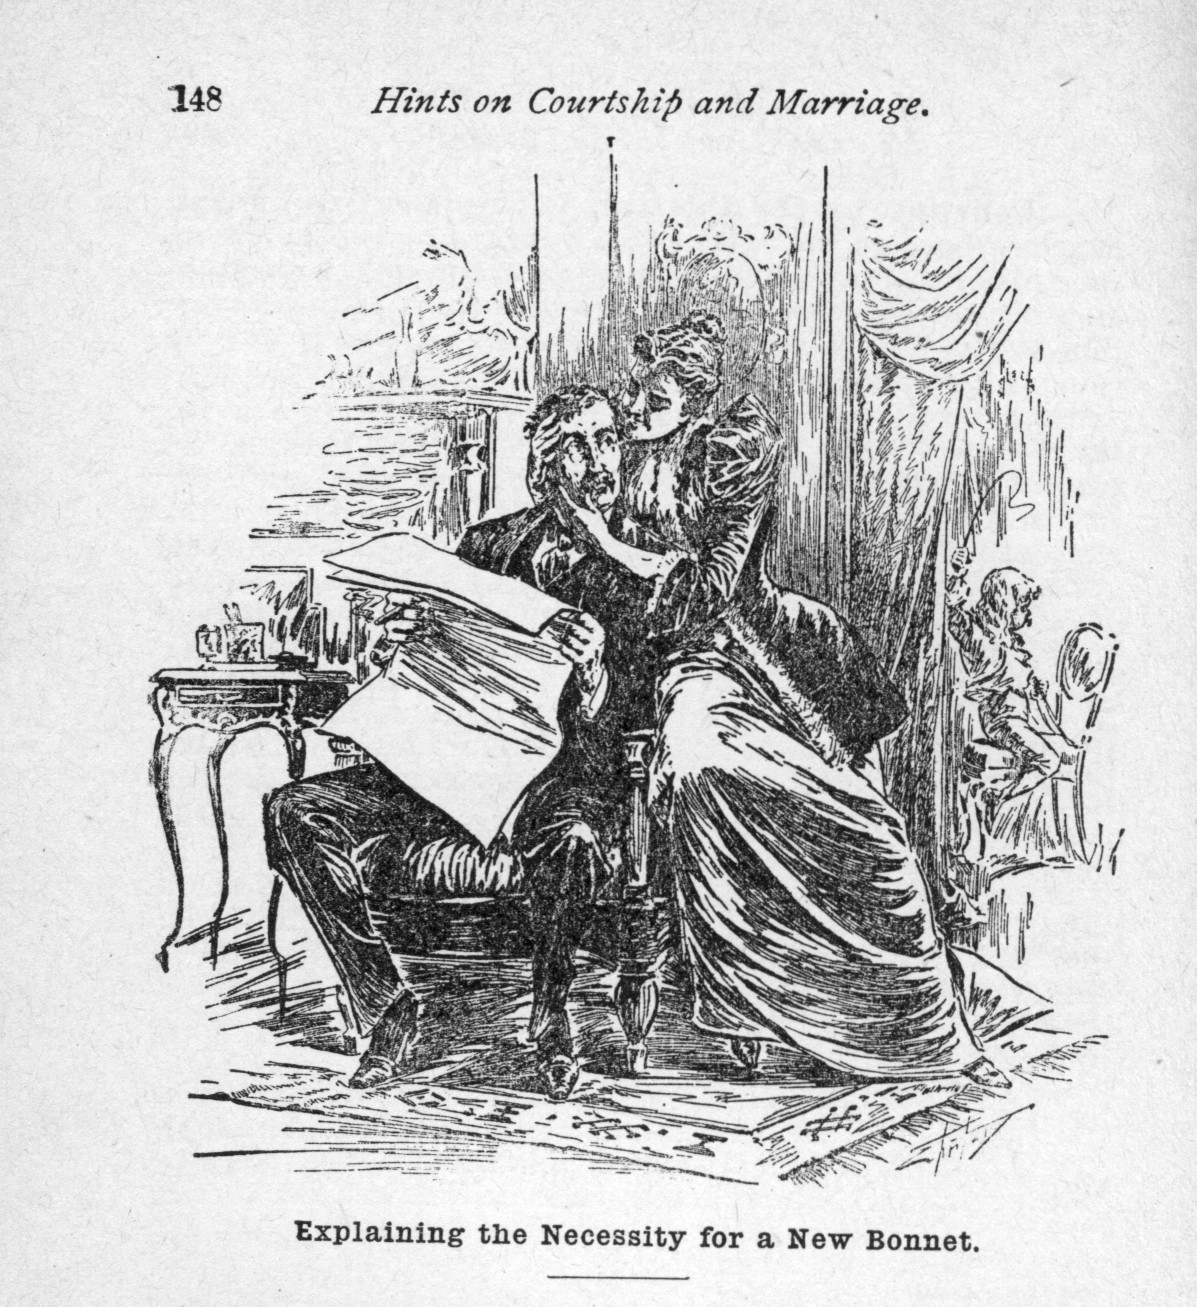 148 Hints on Courtship and Marriage.
Explaining the Necessity for a New Bonnet.